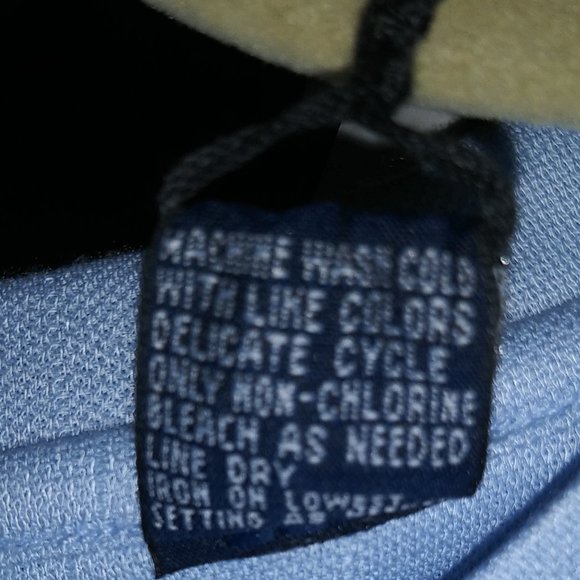 MACHINE WASH COLD
WITH LIKE COLORS
DELICATE CYCLE
ONLY NON-CHLORINE
BLEACH AS NEEDED
LINE DRY
IRON ON
SETTING